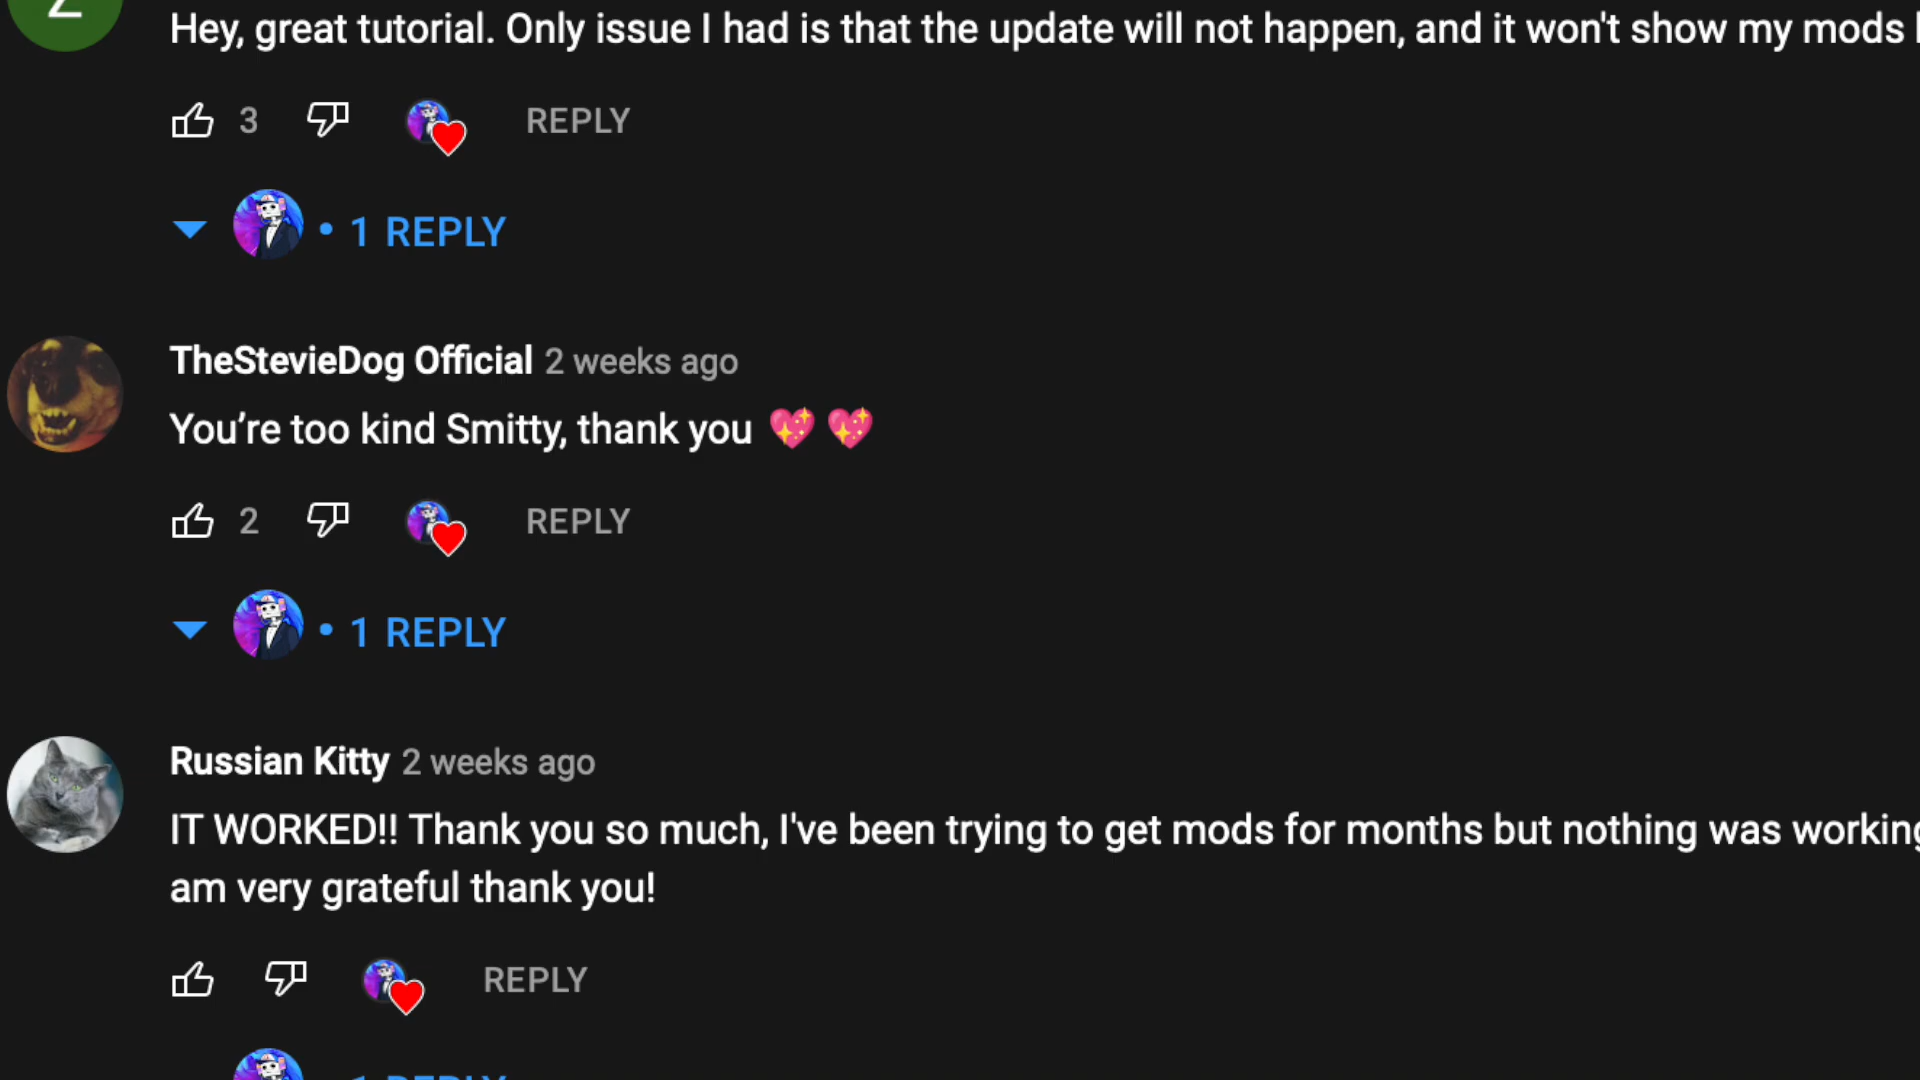 Z
Hey, great tutorial. Only issue I had is that the update will not happen, and it won't show my mods
3 REPLY
1 REPLY
TheStevieDog Official 2 weeks ago
You're too kind Smitty, thank you 💖 💖
2 REPLY
1 REPLY
Russian Kitty 2 weeks ago
IT WORKED!! Thank you so much, I've been trying to get mods for months but nothing was working
am very grateful thank you!
REPLY
1 REPLY